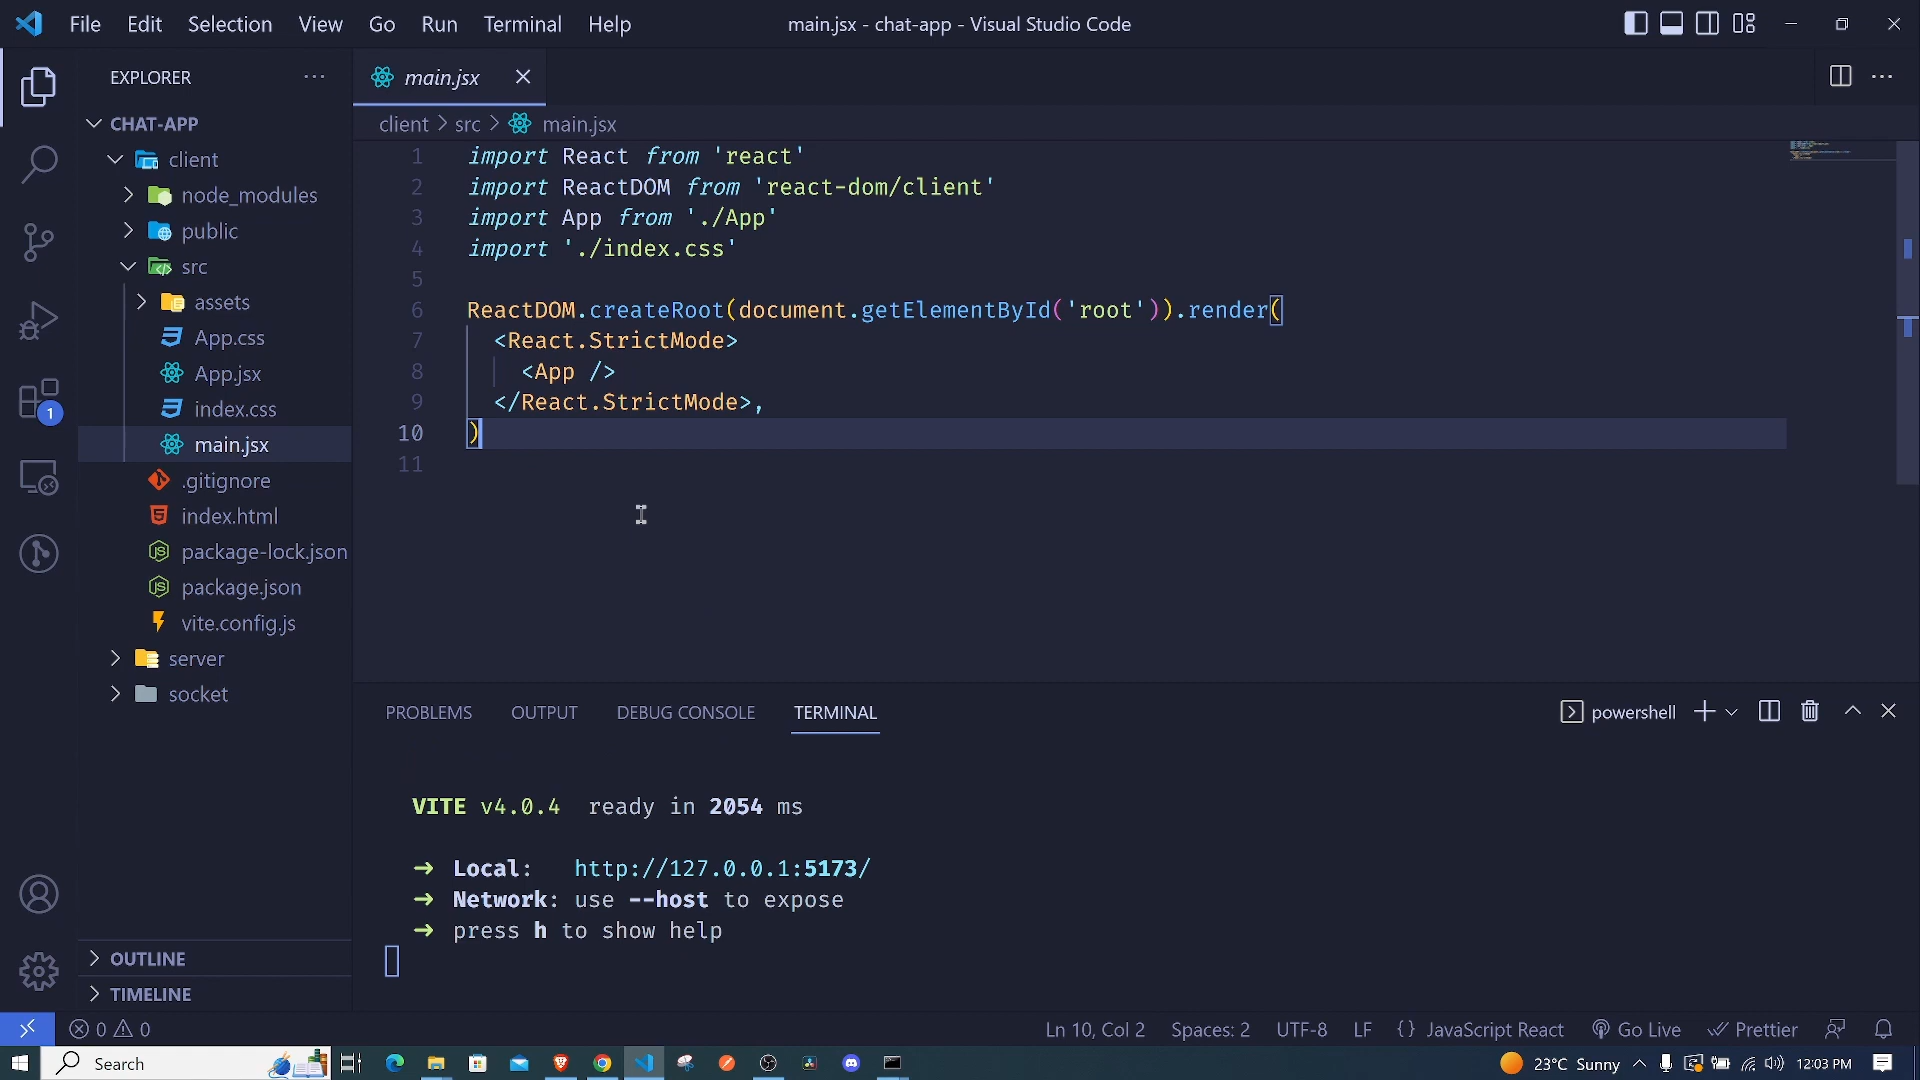 File Edit Selection View Go Run Terminal Help
main.jsx - chat-app - Visual Studio Code
EXPLORER
CHAT-APP
client
node_modules
public
src
assets
App.css
App.jsx
index.css
main.jsx
.gitignore
index.html
package-lock.json
package.json
vite.config.js
server
socket
OUTLINE
TIMELINE
1
main.jsx
client > src > main.jsx
1 import React from 'react'
2 import ReactDOM from 'react-dom/client'
3 import App from './App'
4 import './index.css'
5
6 ReactDOM.createRoot(document.getElementById('root')).render(
7 <React.StrictMode>
8 <App />
9 </React.StrictMode>,
10 )
11
PROBLEMS OUTPUT DEBUG CONSOLE TERMINAL
powershell
VITE v4.0.4 ready in 2054 ms
➜ Local: http://127.0.0.1:5173/
➜ Network: use --host to expose
➜ press h to show help
0 0
Ln 10, Col 2 Spaces: 2 UTF-8 LF {} JavaScript React Go Live Prettier
Search
23°C Sunny
12:03 PM